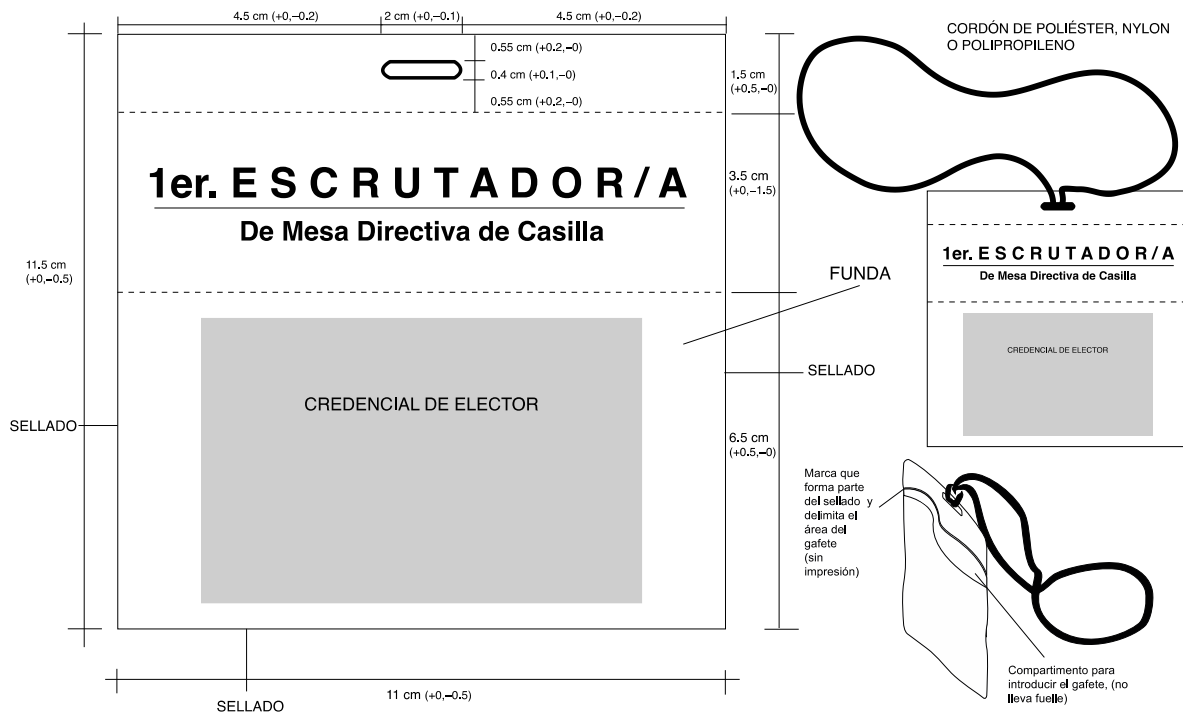 4.5 cm (+0,–0.2)
2 cm (+0,–0.1)
4.5 cm (+0,–0.2)
0.55 cm (+0.2,–0)
0.4 cm (+0.1,–0)
0.55 cm (+0.2,–0)
1.5 cm
(+0.5,–0)
1er. E S C R U T A D O R / A
De Mesa Directiva de Casilla
3.5 cm
(+0,–1.5)
11.5 cm
(+0,–0.5)
FUNDA
CREDENCIAL DE ELECTOR
SELLADO
SELLADO
6.5 cm
(+0.5,–0)
11 cm (+0,–0.5)
SELLADO
CORDÓN DE POLIÉSTER, NYLON
O POLIPROPILENO
1er. E S C R U T A D O R / A
De Mesa Directiva de Casilla
CREDENCIAL DE ELECTOR
Marca que
forma parte
del sellado y
delimita el
área del
gafete
(sin
impresión)
Compartimento para
introducir el gafete, (no
lleva fuelle)